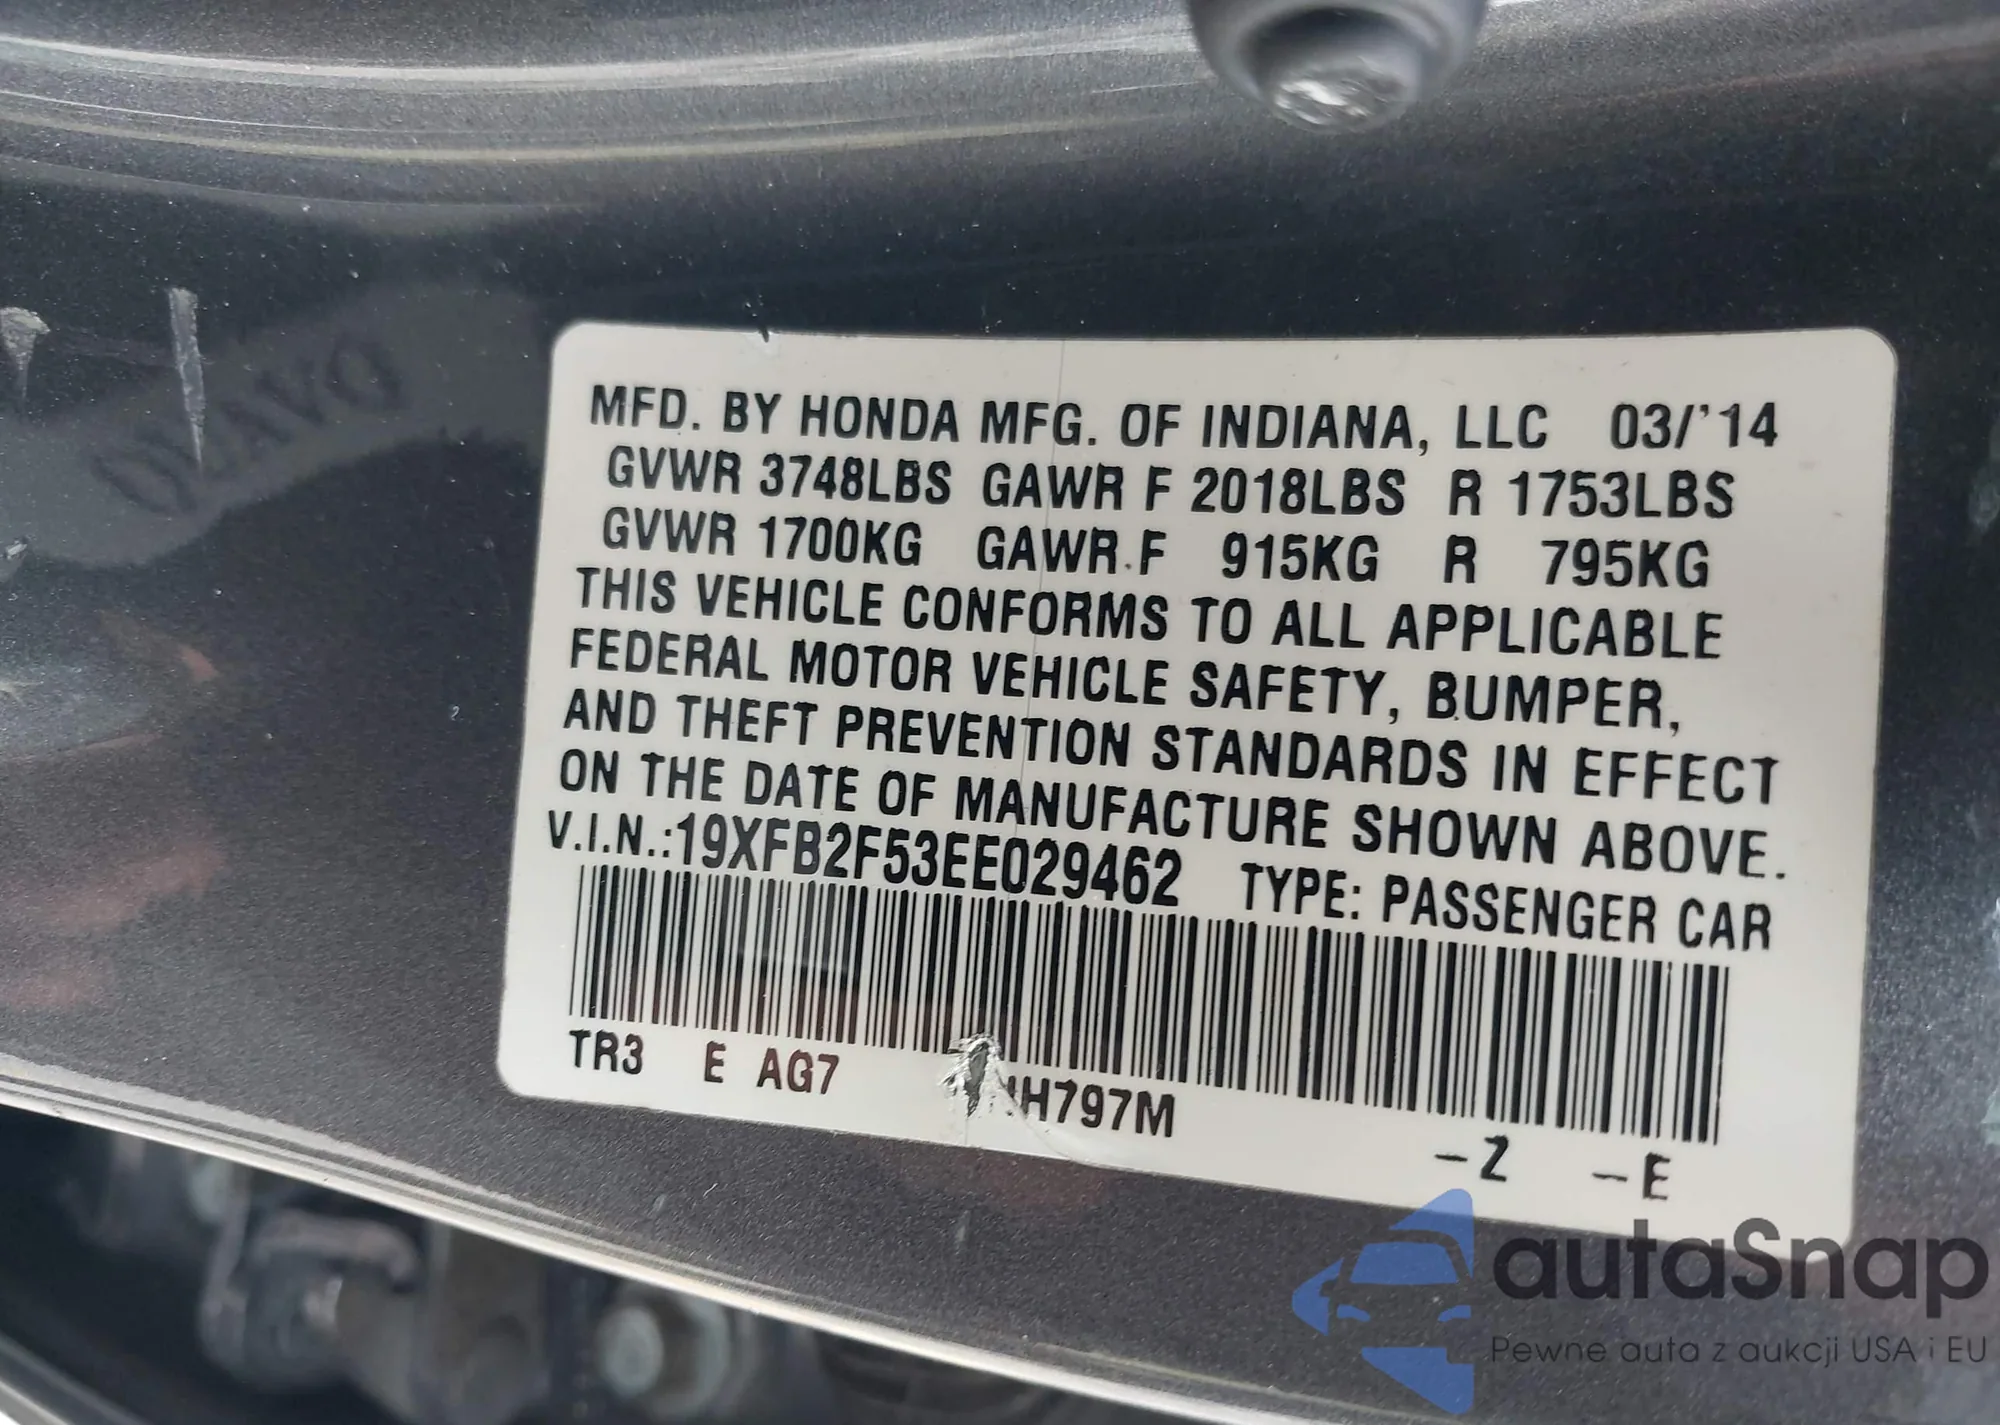 MFD. BY HONDA MFG. OF INDIANA, LLC 03/'14
GVWR 3748LBS GAWR F 2018LBS R 1753LBS
GVWR 1700KG GAWR F 915KG R 795KG
THIS VEHICLE CONFORMS TO ALL APPLICABLE
FEDERAL MOTOR VEHICLE SAFETY, BUMPER,
AND THEFT PREVENTION STANDARDS IN EFFECT
ON THE DATE OF MANUFACTURE SHOWN ABOVE.
V.I.N.:19XFB2F53EE029462 TYPE: PASSENGER CAR
TR3 E AG7 NH797M
-Z -E
autaSnap
Pewne auta z aukcji USA i EU